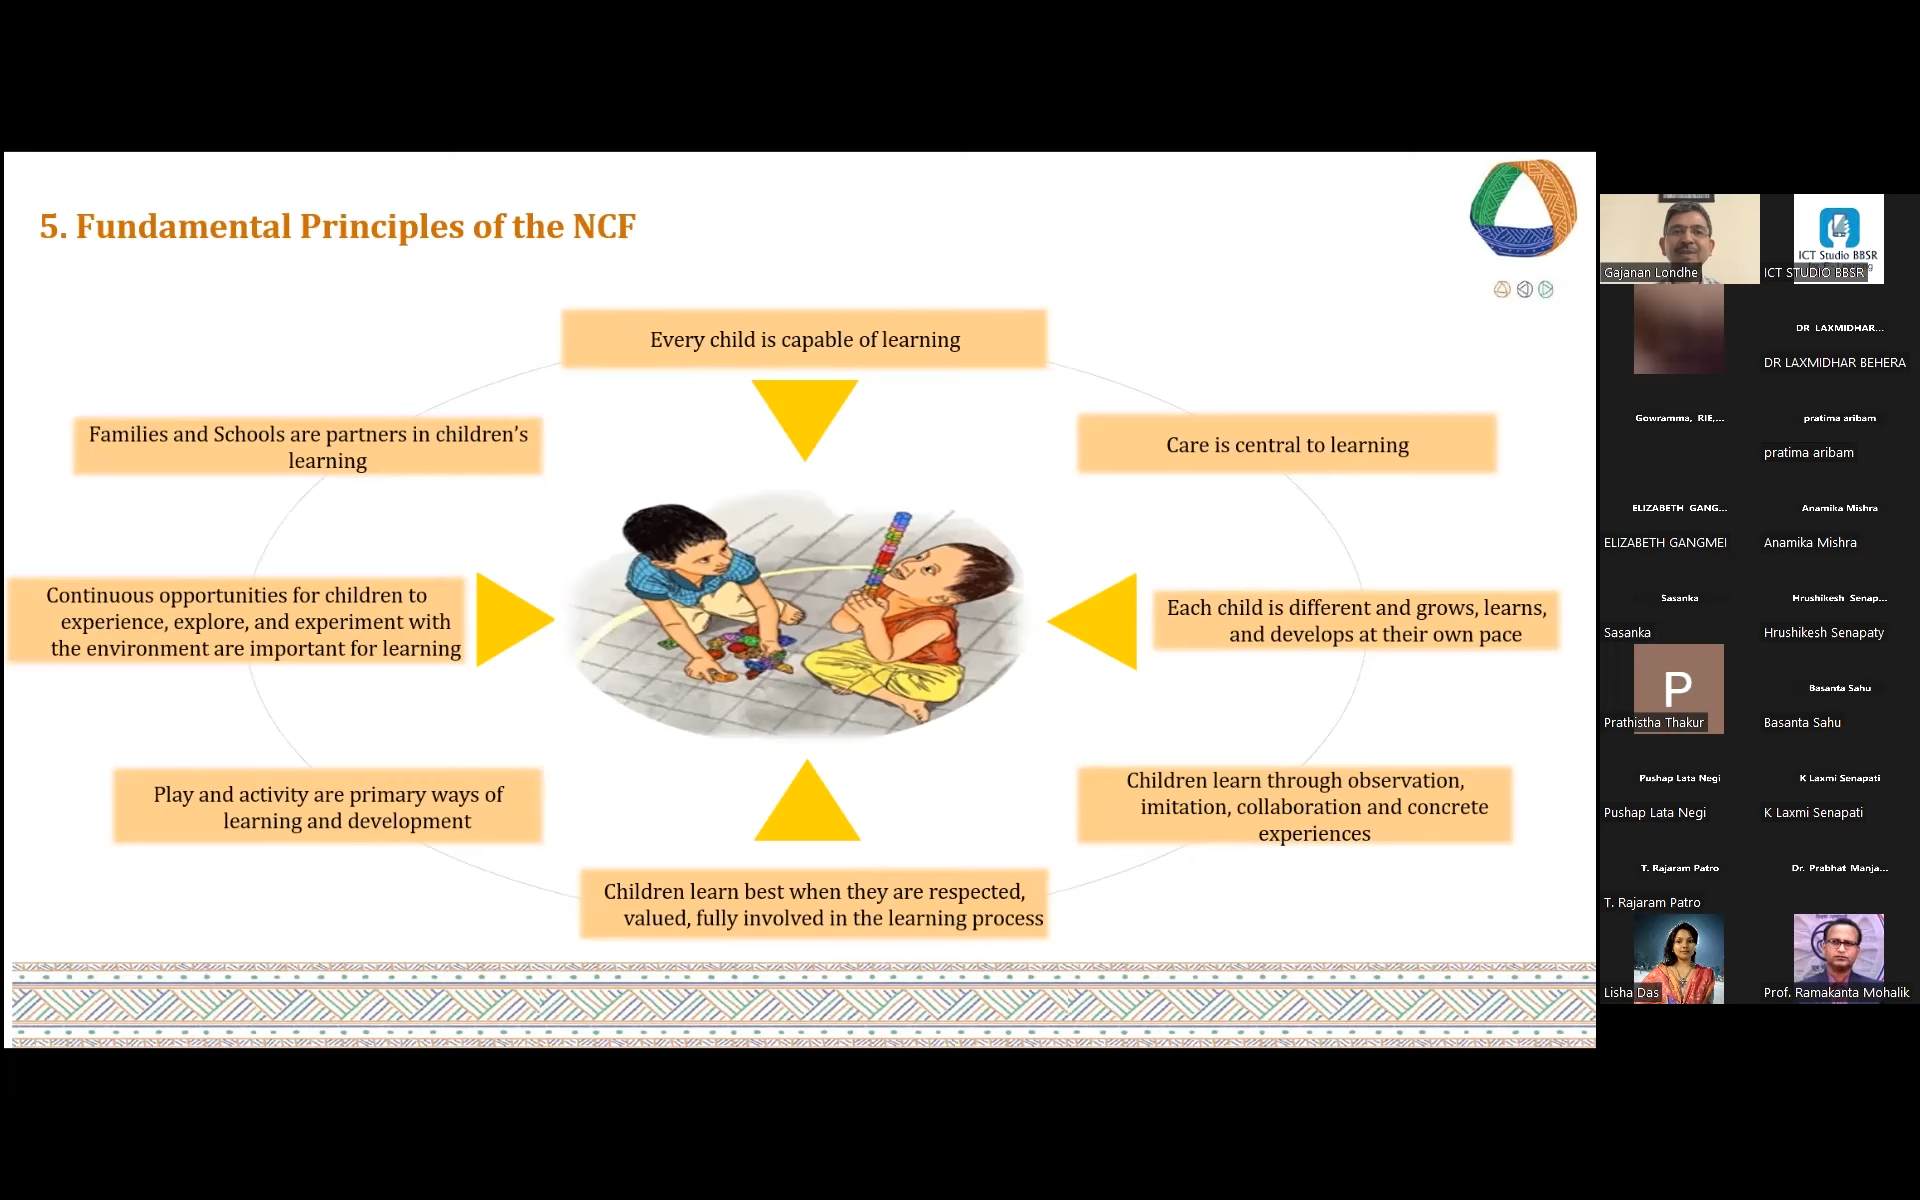 5. Fundamental Principles of the NCF
Every child is capable of learning
Families and Schools are partners in children's
learning
Care is central to learning
Continuous opportunities for children to
experience, explore, and experiment with
the environment are important for learning
Each child is different and grows, learns,
and develops at their own pace
Play and activity are primary ways of
learning and development
Children learn through observation,
imitation, collaboration and concrete
experiences
Children learn best when they are respected,
valued, fully involved in the learning process
Gajanan Londhe
ICT Studio BBSR
ICT STUDIO BBSR
DR LAXMIDHAR...
DR LAXMIDHAR BEHERA
Gowramma, RIE,...
pratima aribam
pratima aribam
ELIZABETH GANG...
ELIZABETH GANGMEI
Anamika Mishra
Anamika Mishra
Sasanka
Sasanka
Hrushikesh Senap...
Hrushikesh Senapaty
P
Prathistha Thakur
Basanta Sahu
Basanta Sahu
Pushap Lata Negi
Pushap Lata Negi
K Laxmi Senapati
K Laxmi Senapati
T. Rajaram Patro
T. Rajaram Patro
Dr. Prabhat Manja...
Lisha Das
Prof. Ramakanta Mohalik